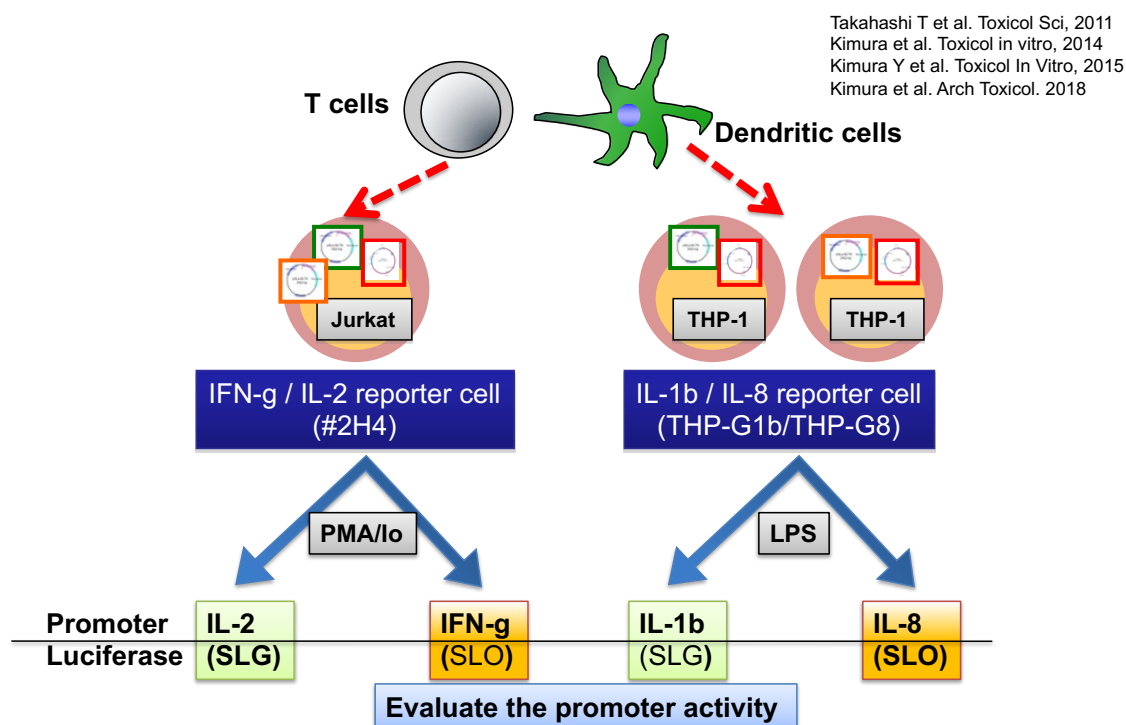 Takahashi T et al. Toxicol Sci, 2011
Kimura et al. Toxicol in vitro, 2014
Kimura Y et al. Toxicol In Vitro, 2015
Kimura et al. Arch Toxicol. 2018
T cells
Dendritic cells
Jurkat
THP-1
THP-1
IFN-g / IL-2 reporter cell
(#2H4)
IL-1b / IL-8 reporter cell
(THP-G1b/THP-G8)
PMA/Io
LPS
Promoter
IL-2
IFN-g
IL-1b
IL-8
Luciferase
(SLG)
(SLO)
(SLG)
(SLO)
Evaluate the promoter activity